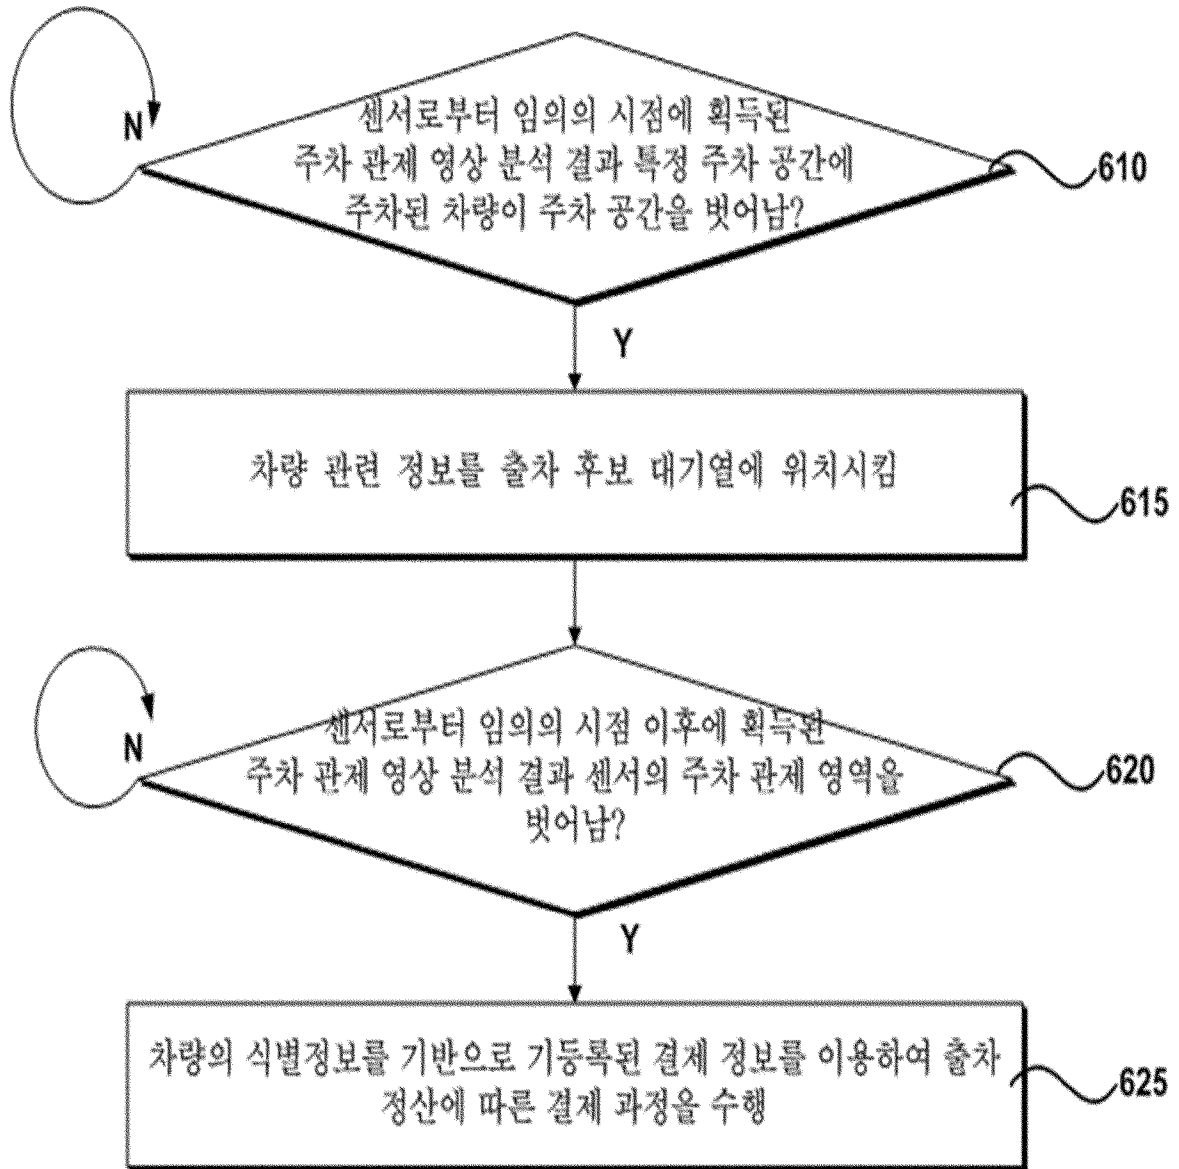 센서로부터 임의의 시점에 획득된
N
주차 관제 영상 분석 결과 특정 주차 공간에
610
주차된 차량이 주차 공간을 벗어남?
Y
차량 관련 정보를 출차 후보 대기열에 위치시킴
615
센서로부터 임의의 시점 이후에 획득된
N
주차 관제 영상 분석 결과 센서의 주차 관제 영역을
620
벗어남?
Y
차량의 식별정보를 기반으로 기등록된 결제 정보를 이용하여 출차
625
정산에 따른 결제 과정을 수행